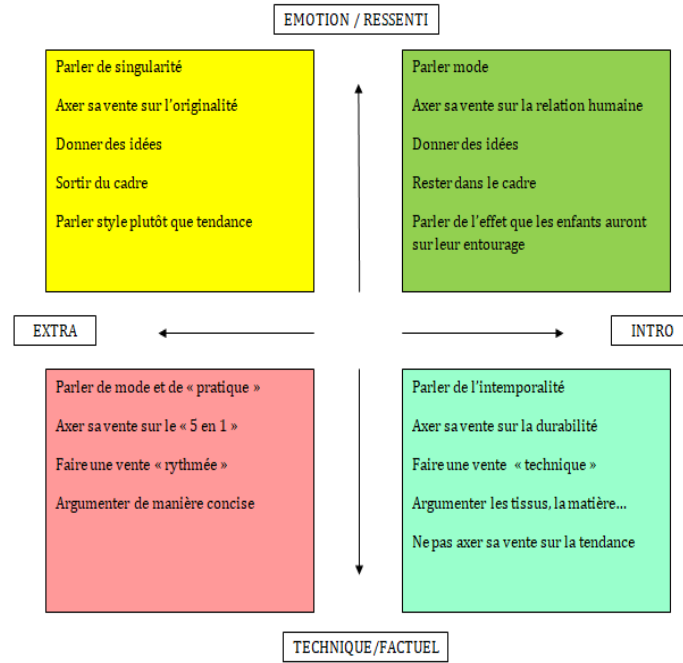 EMOTION / RESSENTI
Parler de singularité
Axer sa vente sur l'originalité
Donner des idées
Sortir du cadre
Parler style plutôt que tendance
Parler mode
Axer sa vente sur la relation humaine
Donner des idées
Rester dans le cadre
Parler de l'effet que les enfants auront
sur leur entourage
EXTRA
INTRO
Parler de mode et de « pratique »
Axer sa vente sur le « 5 en 1 »
Faire une vente « rythmée »
Argumenter de manière concise
Parler de l'intemporalité
Axer sa vente sur la durabilité
Faire une vente « technique »
Argumenter les tissus, la matière…
Ne pas axer sa vente sur la tendance
TECHNIQUE/FACTUEL